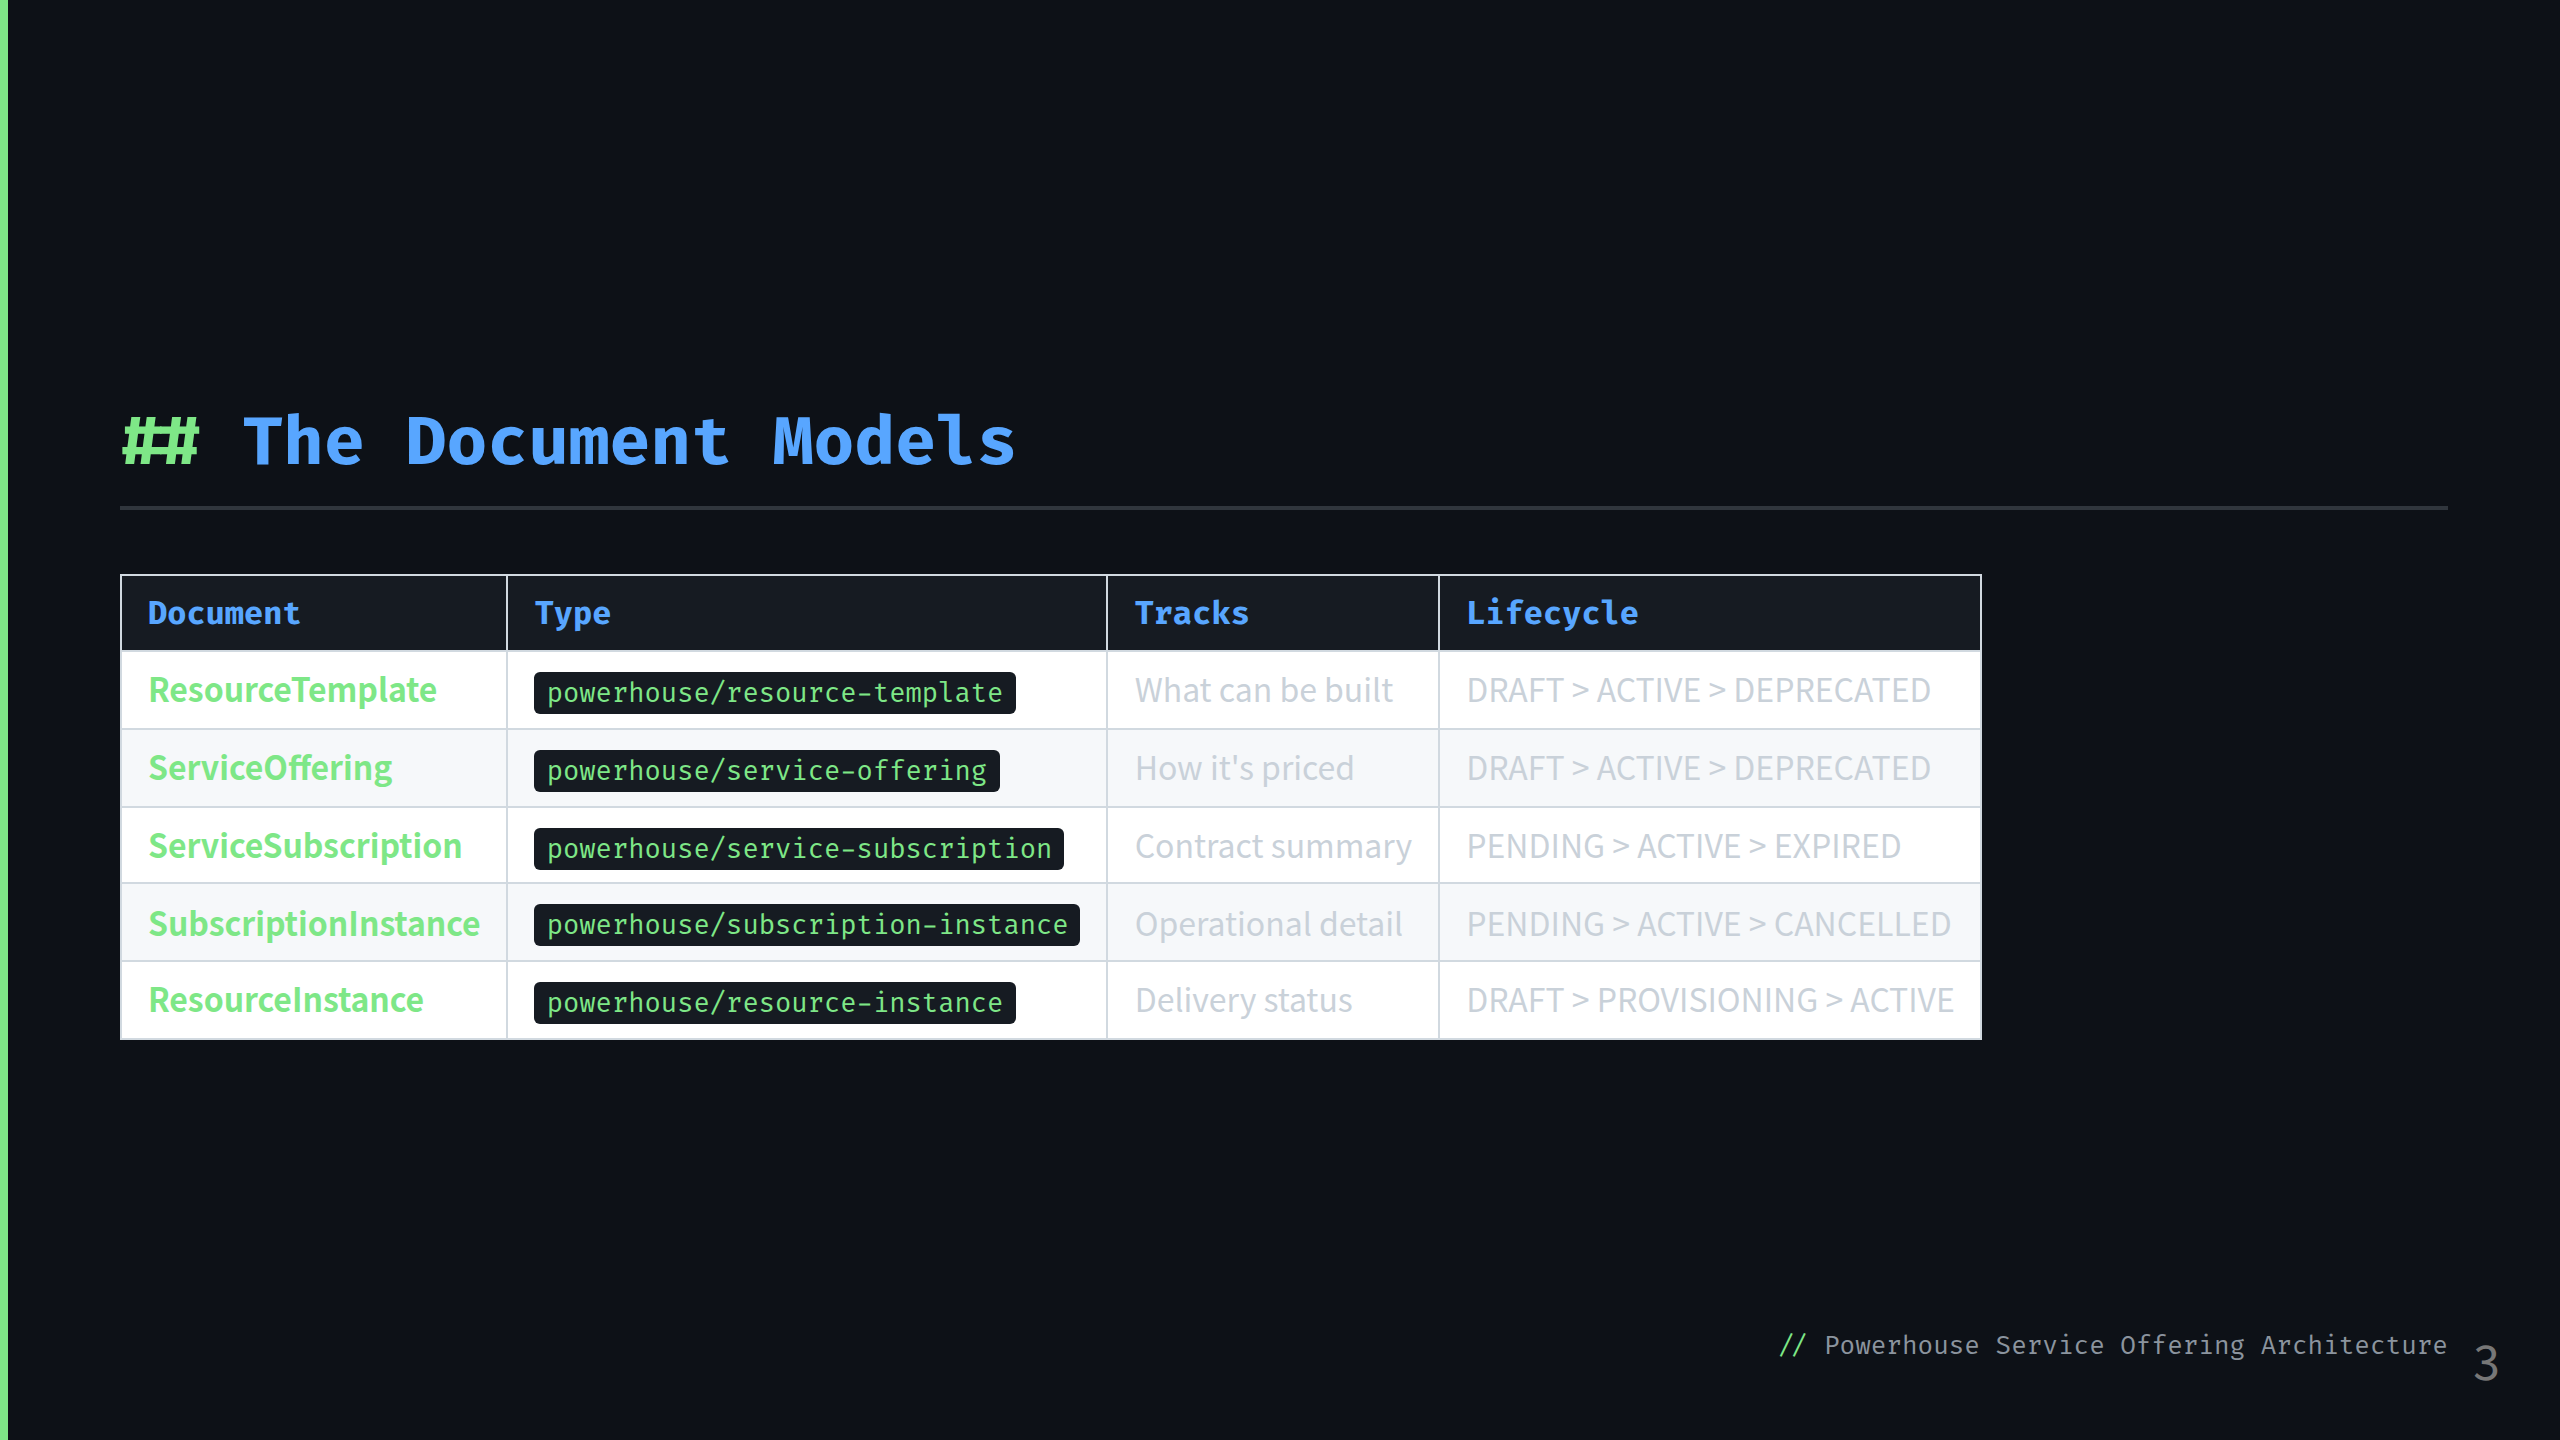 ## The Document Models
Document Type Tracks Lifecycle
ResourceTemplate powerhouse/resource-template What can be built DRAFT > ACTIVE > DEPRECATED
ServiceOffering powerhouse/service-offering How it's priced DRAFT > ACTIVE > DEPRECATED
ServiceSubscription powerhouse/service-subscription Contract summary PENDING > ACTIVE > EXPIRED
SubscriptionInstance powerhouse/subscription-instance Operational detail PENDING > ACTIVE > CANCELLED
ResourceInstance powerhouse/resource-instance Delivery status DRAFT > PROVISIONING > ACTIVE
// Powerhouse Service Offering Architecture
3